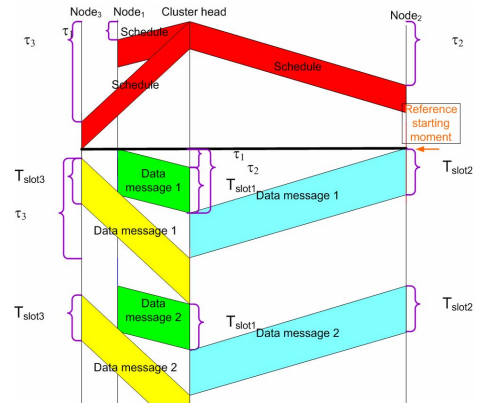 Node3 Node1 Cluster head Node2
τ3 τ1 Schedule τ2
Schedule Schedule
Reference
starting
moment
τ1
τ2
Tslot3 Data
message 1 Tslot1 Data message 1 Tslot2
τ3
Data message 1
Tslot3 Data
message 2 Tslot1 Data message 2 Tslot2
Data message 2